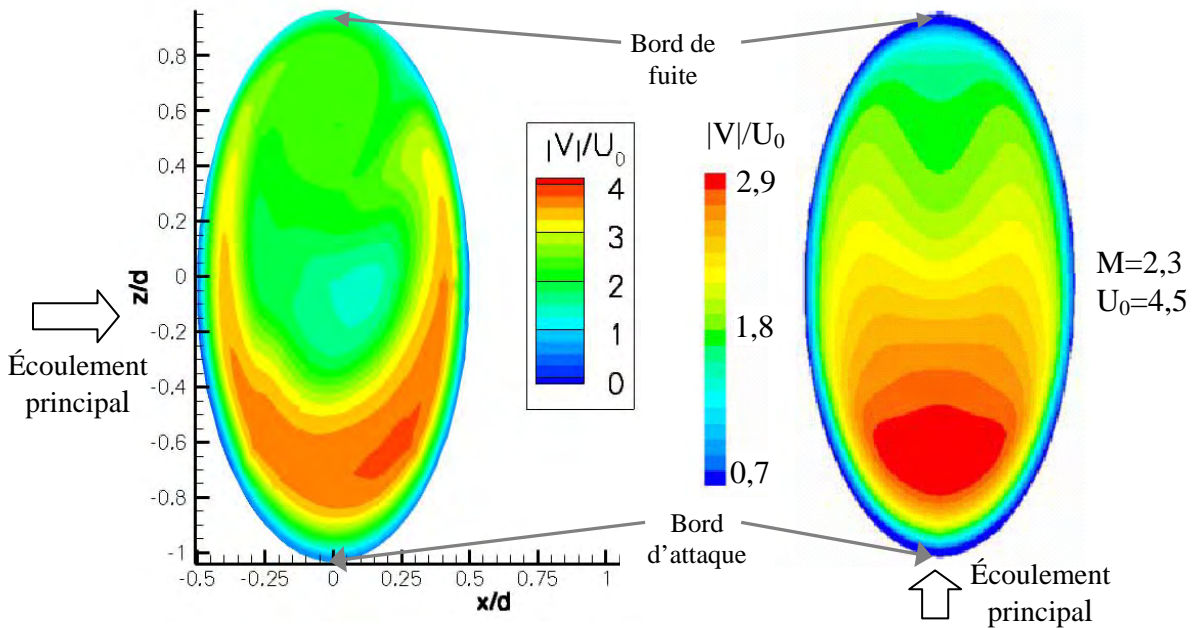 Bord de
fuite
0.8
0.6
0.4
0.2
0
-0.2
-0.4
-0.6
-0.8
-1
z/d
-0.5
-0.25
0
0.25
0.5
0.75
1
x/d
Écoulement
principal
|V|/U0
4
3
2
1
0
|V|/U0
2,9
1,8
0,7
M=2,3
U0=4,5
Bord
d’attaque
Écoulement
principal